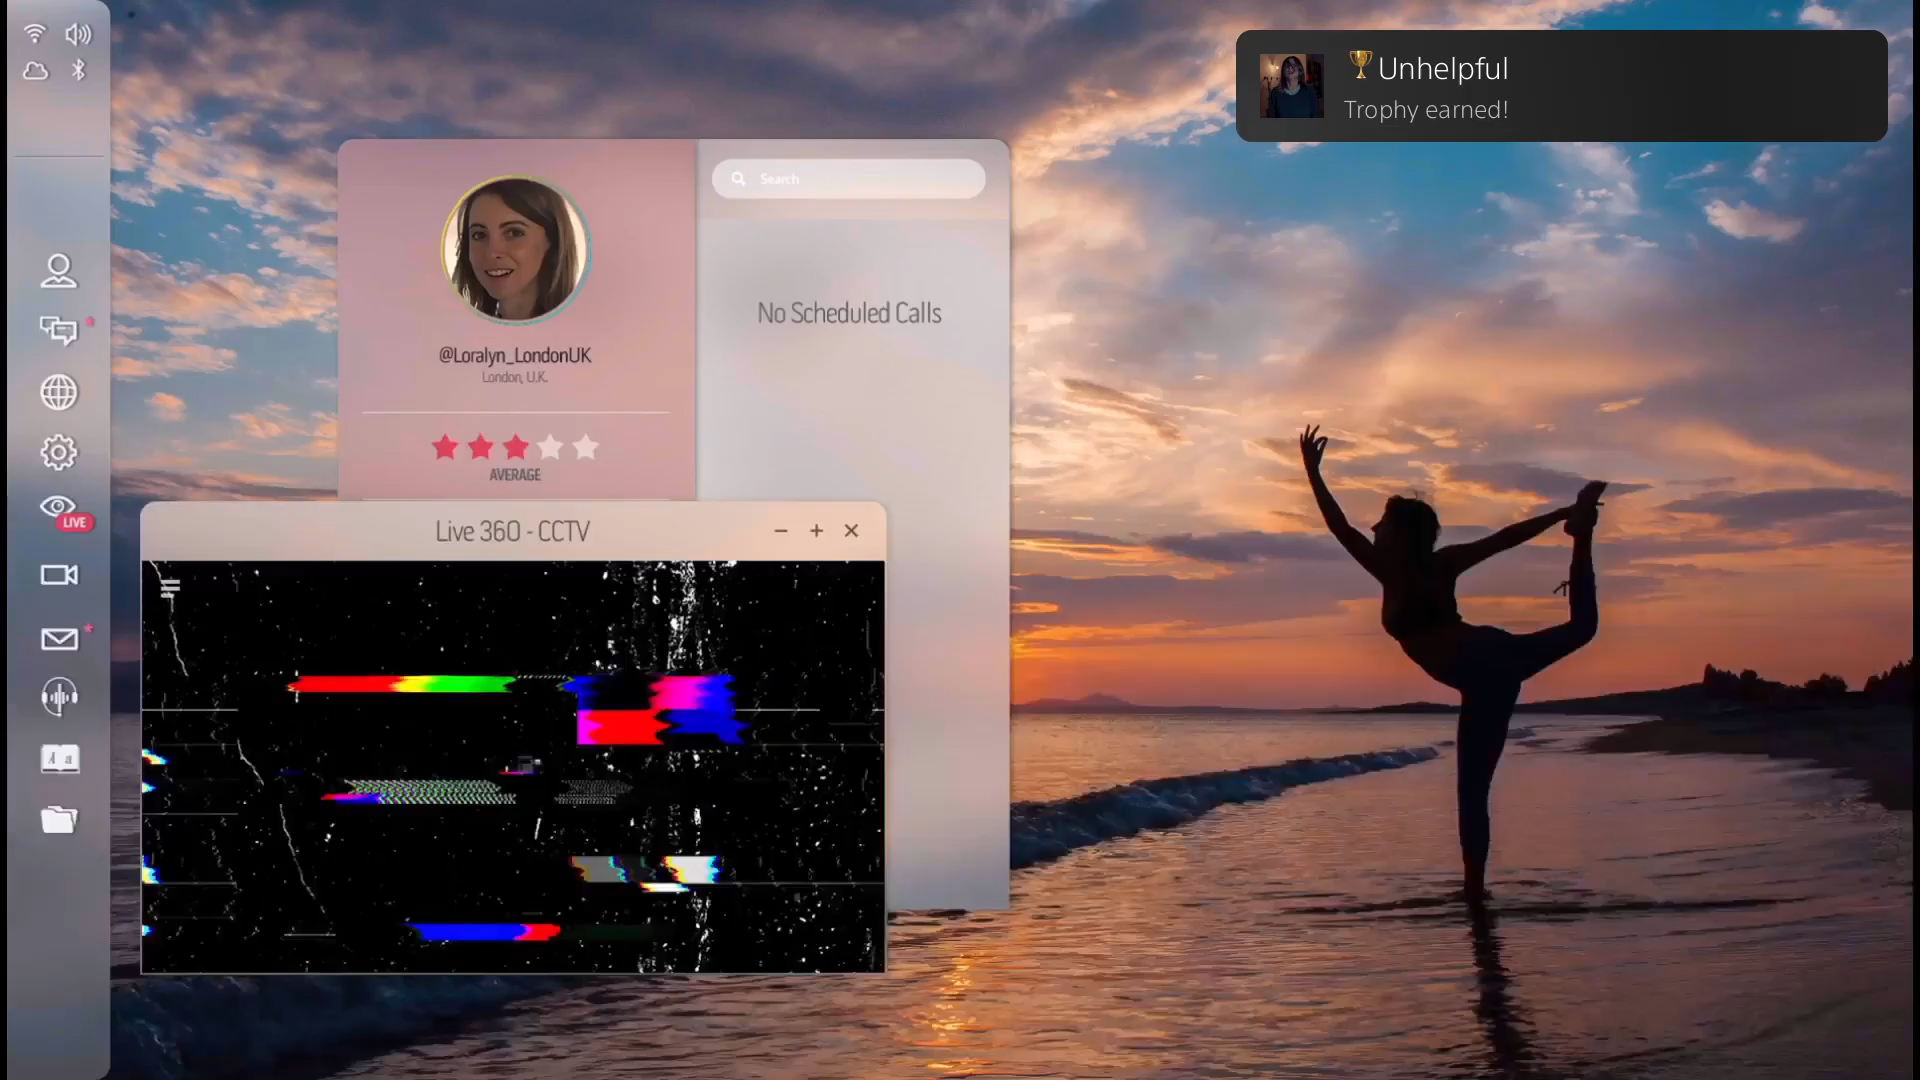 Unhelpful
Trophy earned!
Search
No Scheduled Calls
@Loralyn_LondonUK
London, U.K.
AVERAGE
Live 360 - CCTV
LIVE
A a